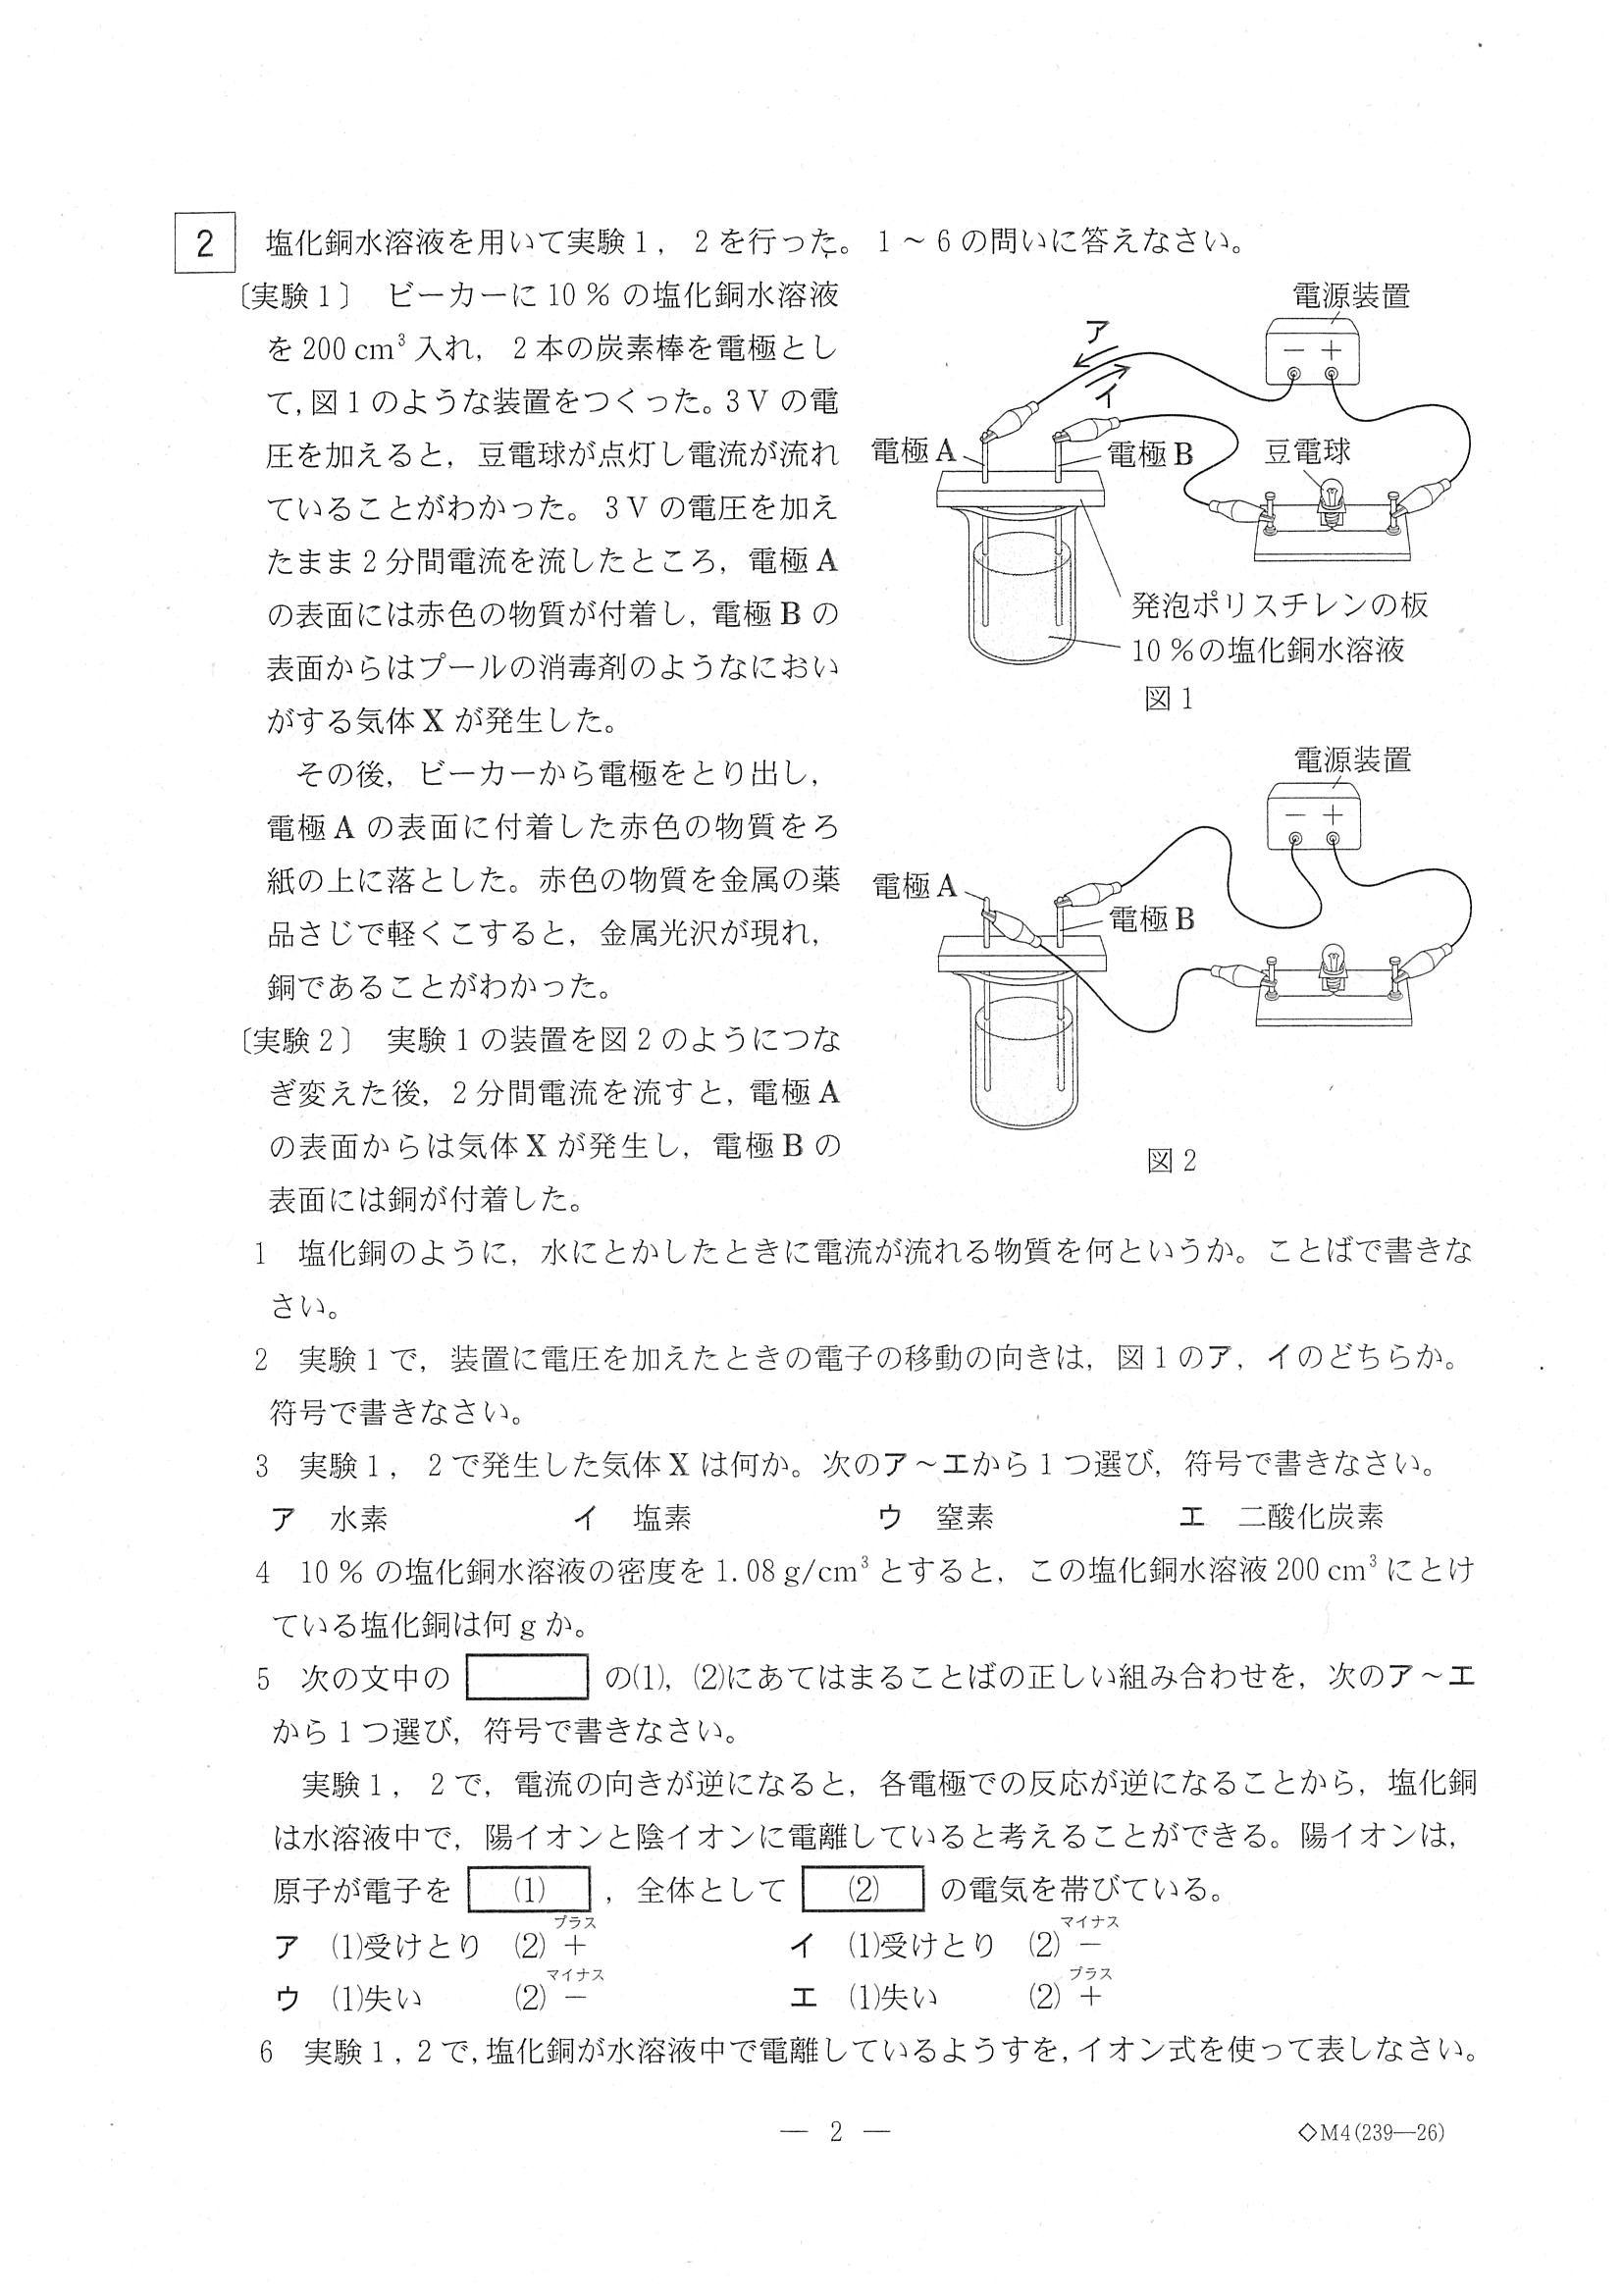 2　塩化銅水溶液を用いて実験1，2を行った。1～6の問いに答えなさい。
〔実験1〕　ビーカーに10％の塩化銅水溶液
を200 cm³入れ，2本の炭素棒を電極とし
て，図1のような装置をつくった。3Vの電
圧を加えると，豆電球が点灯し電流が流れ
ていることがわかった。3Vの電圧を加え
たまま2分間電流を流したところ，電極A
の表面には赤色の物質が付着し，電極Bの
表面からはプールの消毒剤のようなにおい
がする気体Xが発生した。
その後，ビーカーから電極をとり出し，
電極Aの表面に付着した赤色の物質をろ
紙の上に落とした。赤色の物質を金属の薬
品さじで軽くこすると，金属光沢が現れ，
銅であることがわかった。
〔実験2〕　実験1の装置を図2のようにつな
ぎ変えた後，2分間電流を流すと，電極A
の表面からは気体Xが発生し，電極Bの
表面には銅が付着した。
電源装置
－　＋
ア
イ
電極A
電極B
豆電球
発泡ポリスチレンの板
10％の塩化銅水溶液
図1
電源装置
－　＋
電極A
電極B
図2
1　塩化銅のように，水にとかしたときに電流が流れる物質を何というか。ことばで書きな
さい。
2　実験1で，装置に電圧を加えたときの電子の移動の向きは，図1のア，イのどちらか。
符号で書きなさい。
3　実験1，2で発生した気体Xは何か。次のア～エから1つ選び，符号で書きなさい。
ア　水素　イ　塩素　ウ　窒素　エ　二酸化炭素
4　10％の塩化銅水溶液の密度を1.08 g/cm³とすると，この塩化銅水溶液200 cm³にとけ
ている塩化銅は何gか。
5　次の文中の　の(1)，(2)にあてはまることばの正しい組み合わせを，次のア～エ
から1つ選び，符号で書きなさい。
実験1，2で，電流の向きが逆になると，各電極での反応が逆になることから，塩化銅
は水溶液中で，陽イオンと陰イオンに電離していると考えることができる。陽イオンは，
原子が電子を　(1)　，全体として　(2)　の電気を帯びている。
プラス　マイナス
ア　(1)受けとり　(2)＋　イ　(1)受けとり　(2)－
マイナス　プラス
ウ　(1)失い　(2)－　エ　(1)失い　(2)＋
6　実験1，2で，塩化銅が水溶液中で電離しているようすを，イオン式を使って表しなさい。
― 2 ―
◇M4(239―26)